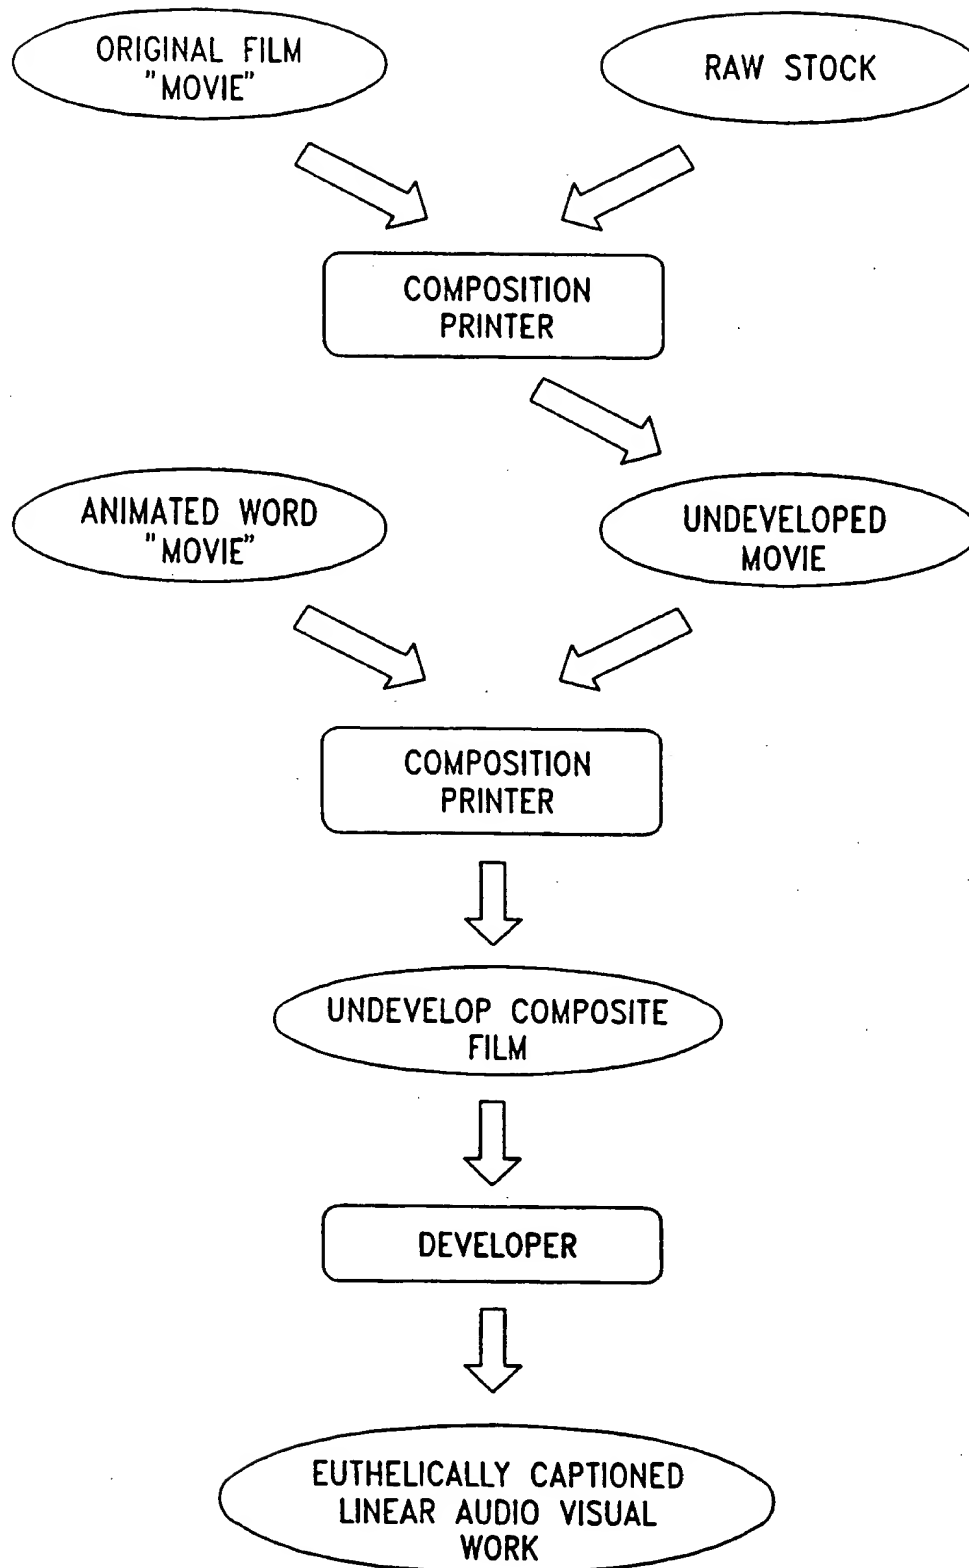 ORIGINAL FILM
"MOVIE"
RAW STOCK
COMPOSITION
PRINTER
ANIMATED WORD
"MOVIE"
UNDEVELOPED
MOVIE
COMPOSITION
PRINTER
UNDEVELOP COMPOSITE
FILM
DEVELOPER
EUTHELICALLY CAPTIONED
LINEAR AUDIO VISUAL
WORK